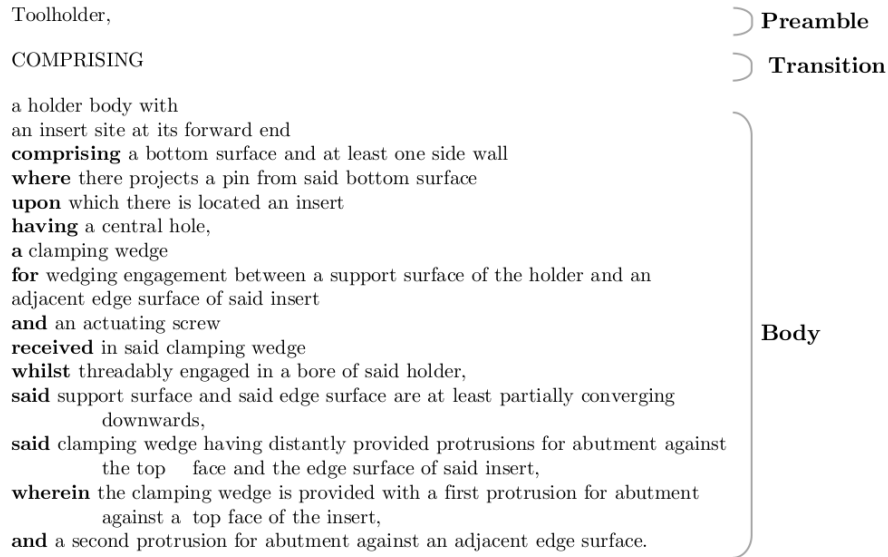 Toolholder,
Preamble
COMPRISING
Transition
a holder body with
an insert site at its forward end
comprising a bottom surface and at least one side wall
where there projects a pin from said bottom surface
upon which there is located an insert
having a central hole,
a clamping wedge
for wedging engagement between a support surface of the holder and an
adjacent edge surface of said insert
and an actuating screw
received in said clamping wedge
whilst threadably engaged in a bore of said holder,
said support surface and said edge surface are at least partially converging
downwards,
said clamping wedge having distantly provided protrusions for abutment against
the top face and the edge surface of said insert,
wherein the clamping wedge is provided with a first protrusion for abutment
against a top face of the insert,
and a second protrusion for abutment against an adjacent edge surface.
Body